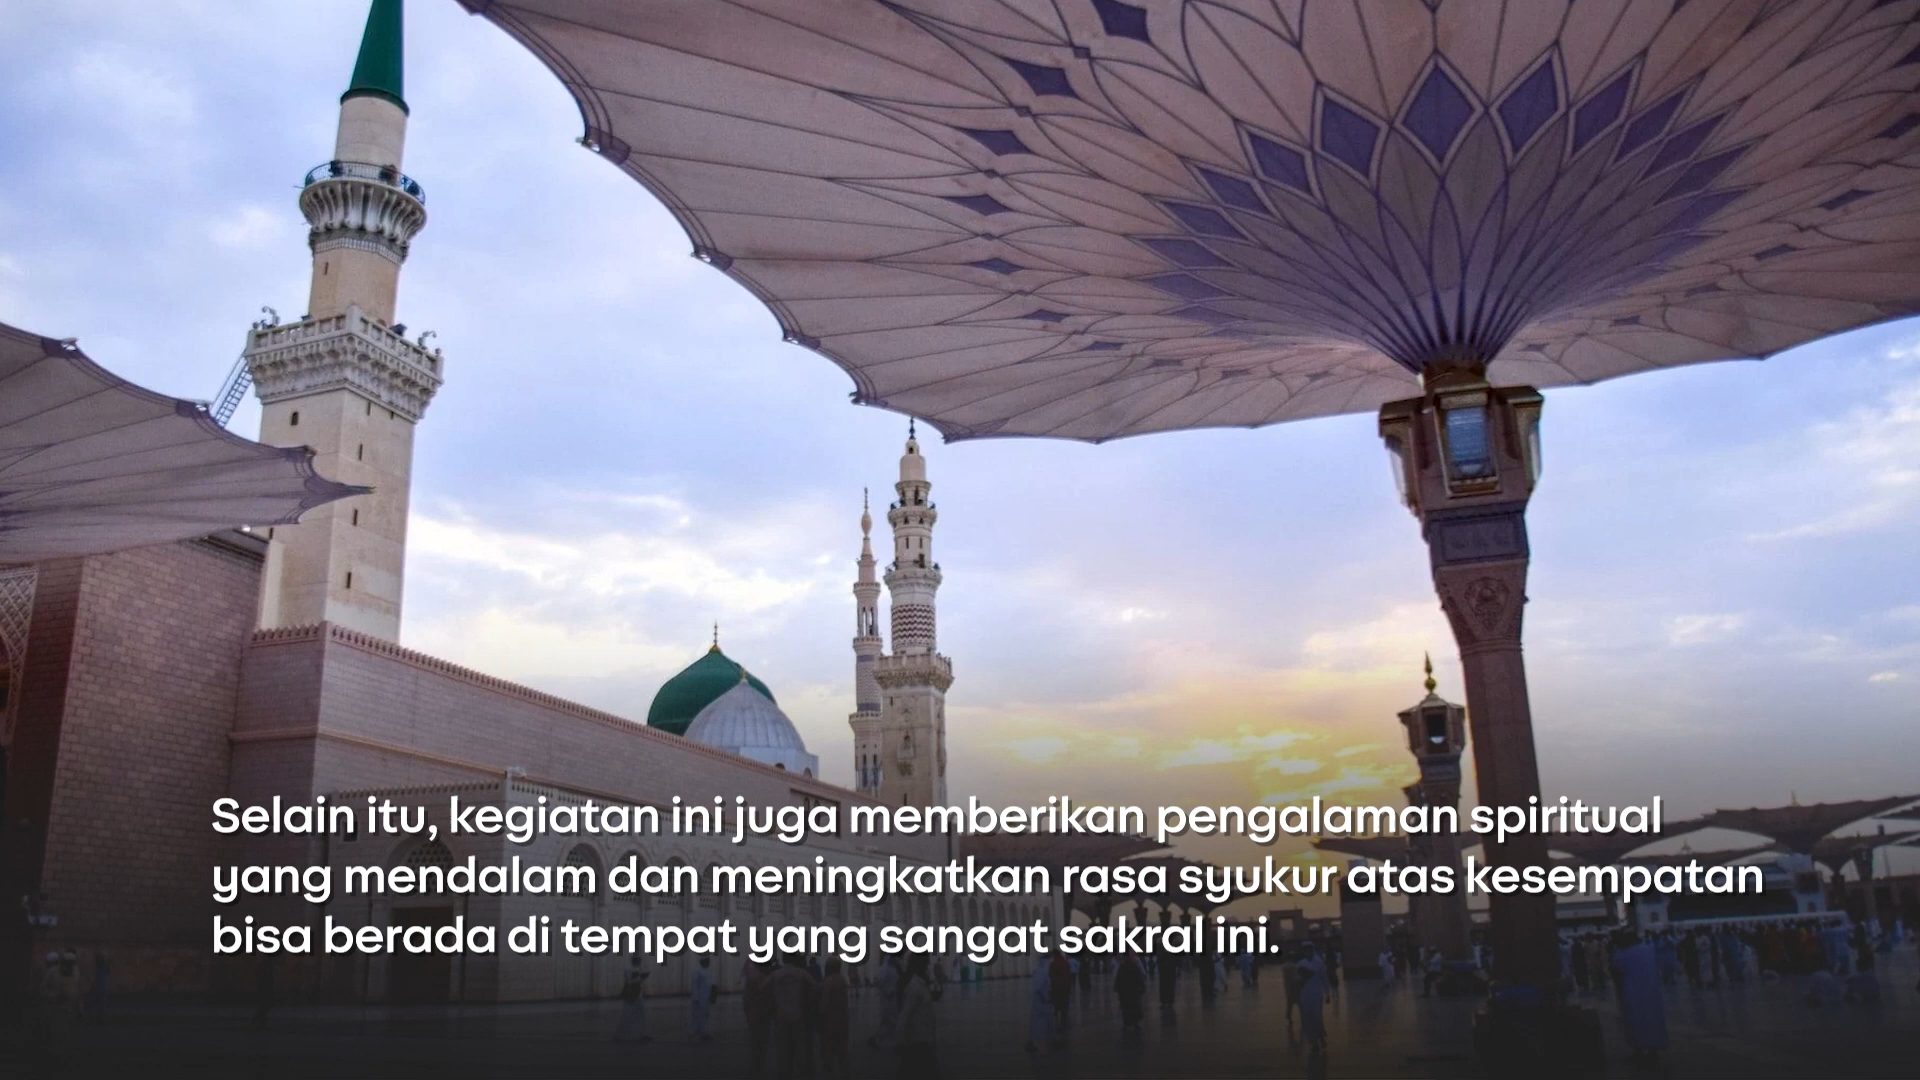 Selain itu, kegiatan ini juga memberikan pengalaman spiritual
yang mendalam dan meningkatkan rasa syukur atas kesempatan
bisa berada di tempat yang sangat sakral ini.